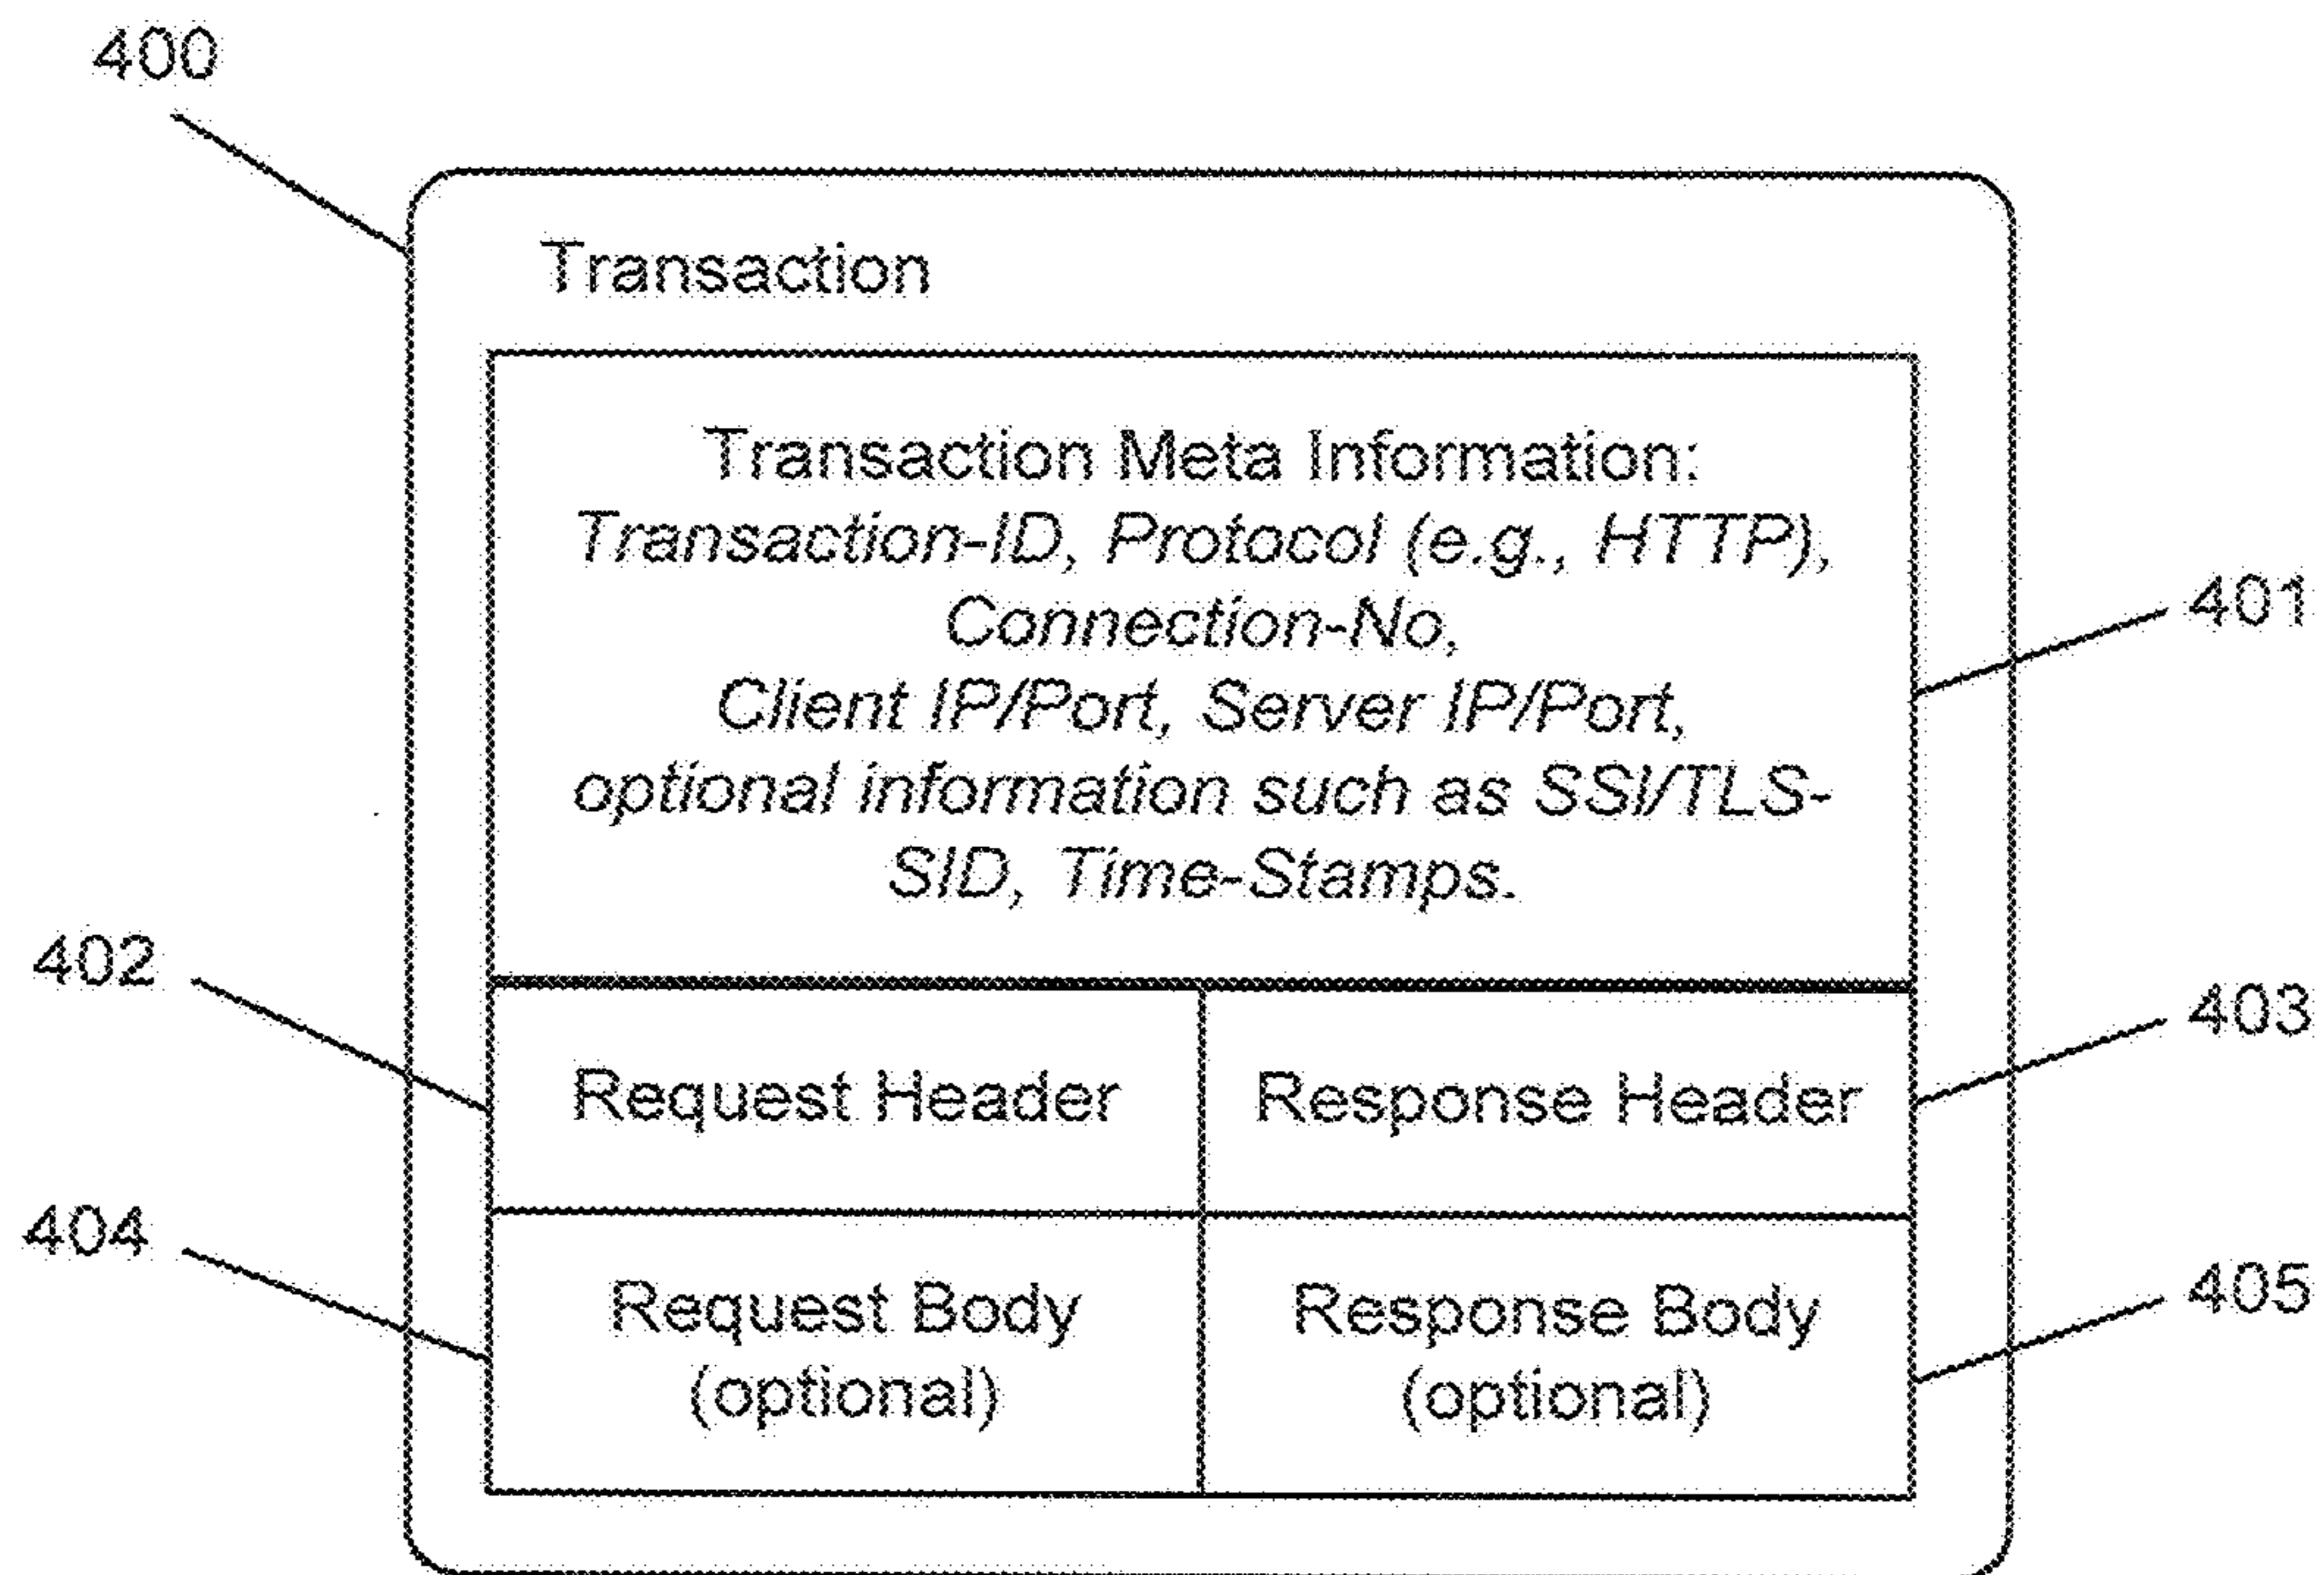 400
Transaction
Transaction Meta Information:
Transaction-ID, Protocol (e.g., HTTP),
Connection-No,
401
Client IP/Port, Server IP/Port,
optional information such as SSl/TLS-
SID, Time-Stamps.
402
403
Request Header
Response Header
404
405
Request Body
(optional)
Response Body
(optional)